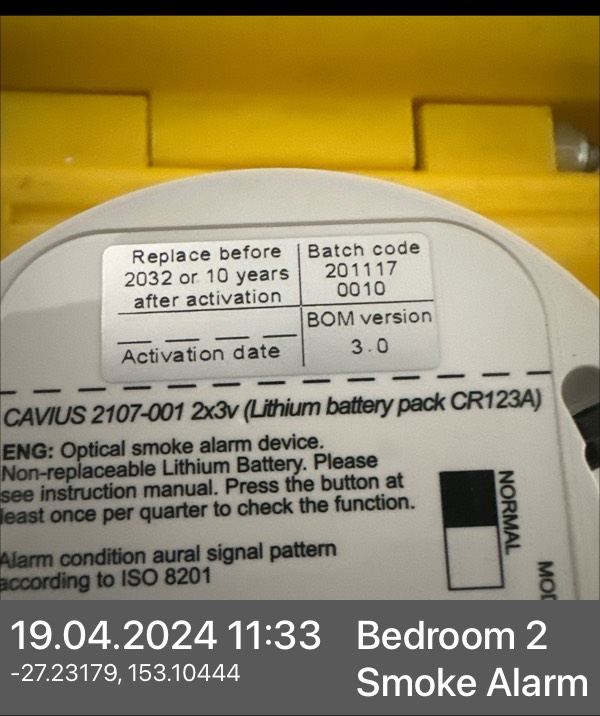 Replace before
2032 or 10 years
after activation
Activation date
Batch code
201117
0010
BOM version
3.0
CAVIUS 2107-001 2x3v (Lithium battery pack CR123A)
ENG: Optical smoke alarm device.
Non-replaceable Lithium Battery. Please
see instruction manual. Press the button at
least once per quarter to check the function.
Alarm condition aural signal pattern
according to ISO 8201
NORMAL
19.04.2024 11:33
-27.23179, 153.10444
Bedroom 2
Smoke Alarm